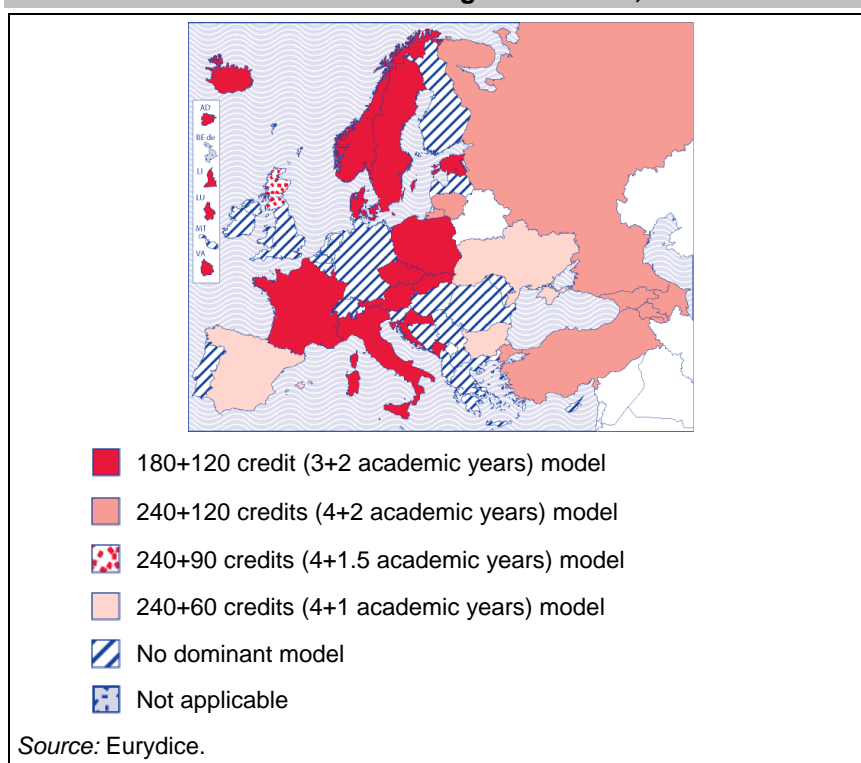 AD
BE de
LI
LU
MT
VA
180+120 credit (3+2 academic years) model
240+120 credits (4+2 academic years) model
240+90 credits (4+1.5 academic years) model
240+60 credits (4+1 academic years) model
No dominant model
Not applicable
Source: Eurydice.